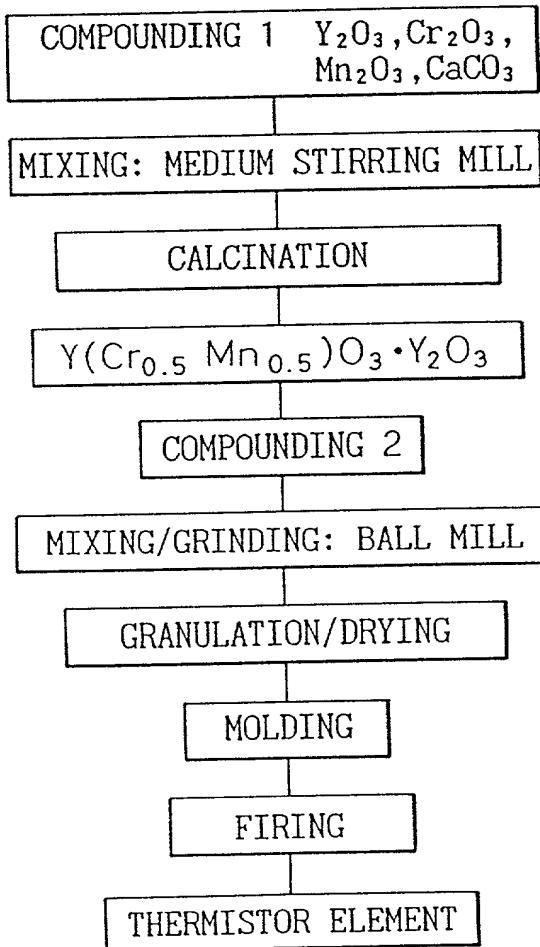 COMPOUNDING 1 Y₂O₃,Cr₂O₃,
Mn₂O₃,CaCO₃
MIXING: MEDIUM STIRRING MILL
CALCINATION
Y(Cr₀.₅ Mn₀.₅)O₃·Y₂O₃
COMPOUNDING 2
MIXING/GRINDING: BALL MILL
GRANULATION/DRYING
MOLDING
FIRING
THERMISTOR ELEMENT